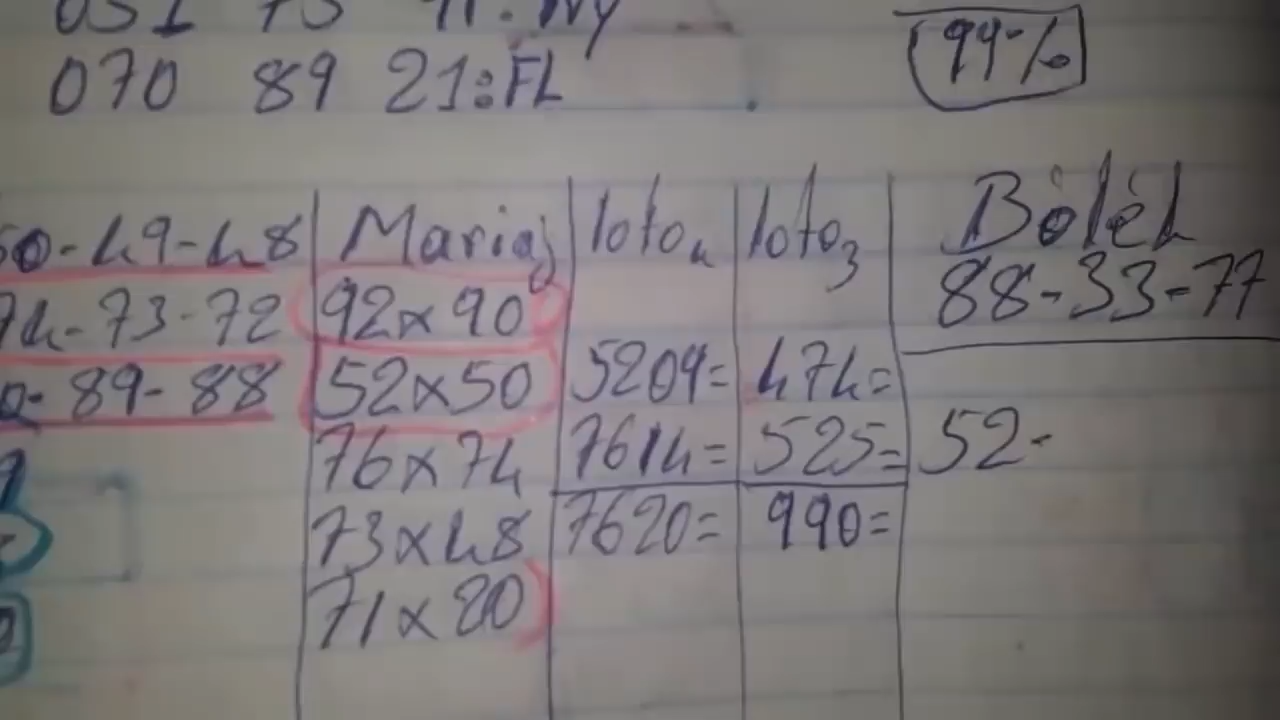 070 89 21:FL
99%
Mariaj loto4 loto3 Bòlèt
50-49-48
74-73-72 92x90 88-33-77
90-89-88 52x50 5209= 474=
76x74 7614= 525= 52-
73x48 7620= 990=
71x20